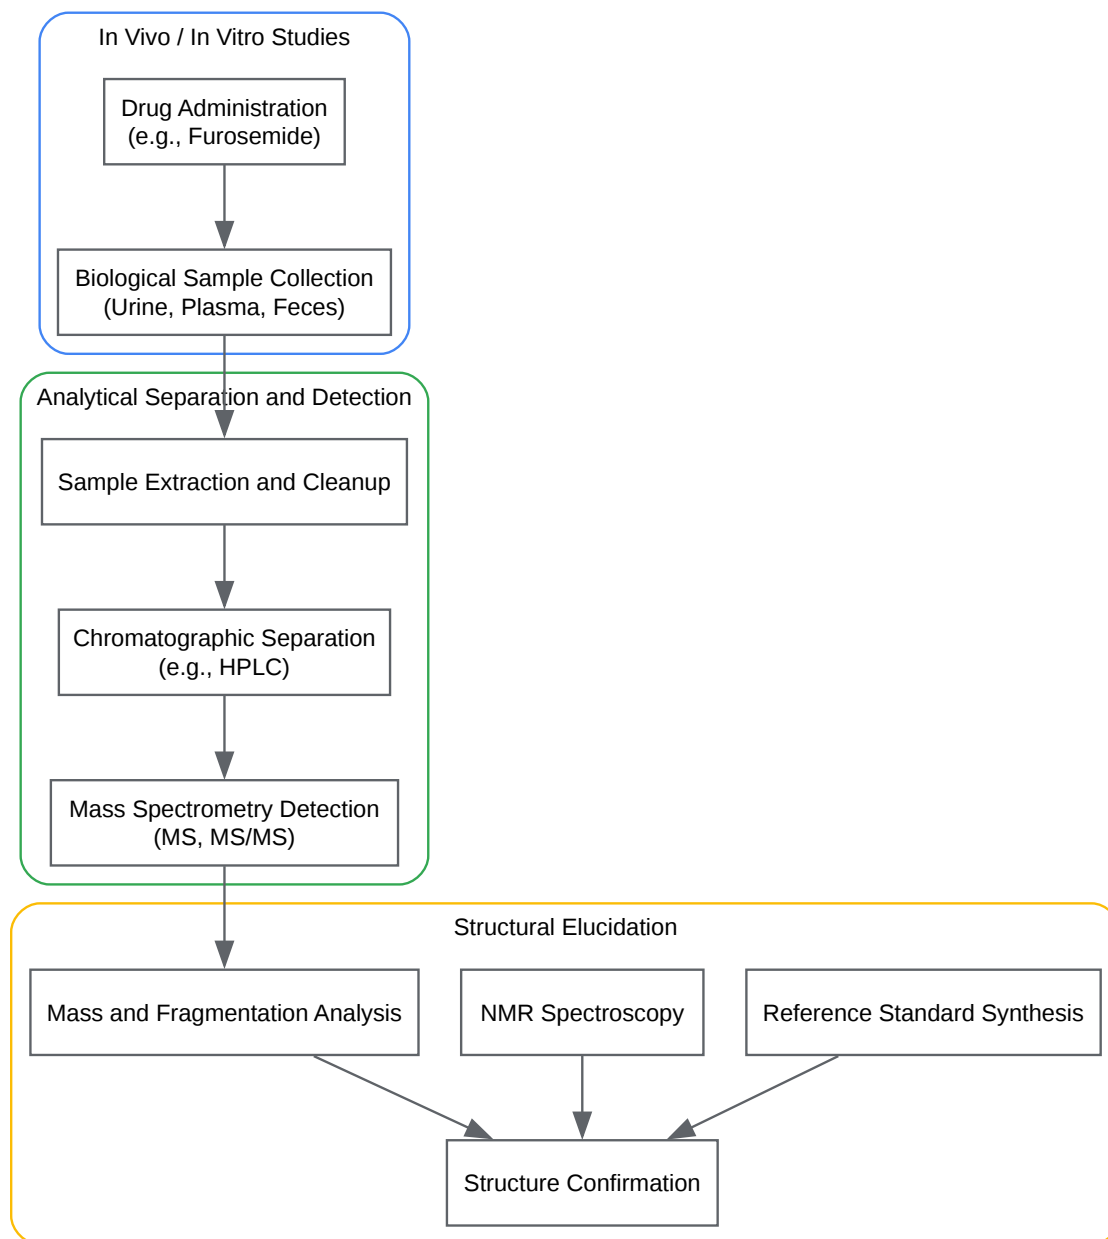 In Vivo / In Vitro Studies
Drug Administration
(e.g., Furosemide)
Biological Sample Collection
(Urine, Plasma, Feces)
Analytical Separation and Detection
Sample Extraction and Cleanup
Chromatographic Separation
(e.g., HPLC)
Mass Spectrometry Detection
(MS, MS/MS)
Structural Elucidation
Mass and Fragmentation Analysis
NMR Spectroscopy
Reference Standard Synthesis
Structure Confirmation